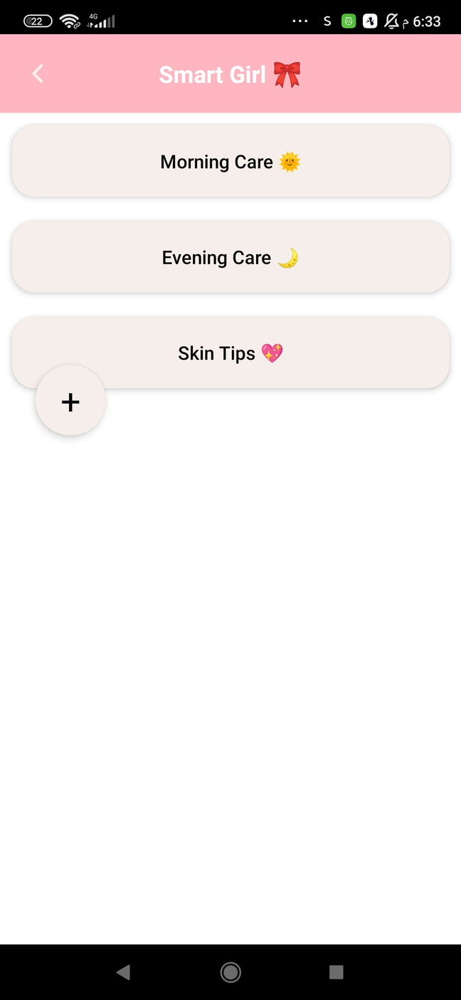 22 4G ... S م 6:33
Smart Girl 🎀
Morning Care 🌞
Evening Care 🌙
Skin Tips 💖
+